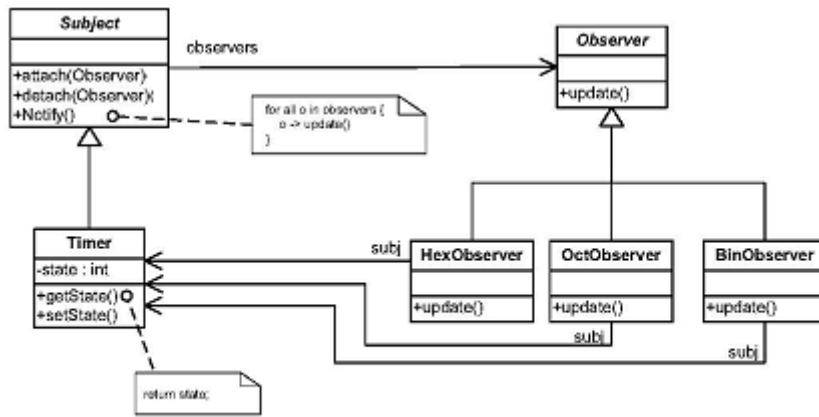 Subject
+attach(Observer)
+detach(Observer)(
+Notify()
observers
Observer
+update()
for all o in observers {
o -> update()
}
Timer
-state : int
+getState()
+setState()
subj
HexObserver
+update()
OctObserver
+update()
BinObserver
+update()
subj
subj
return state;